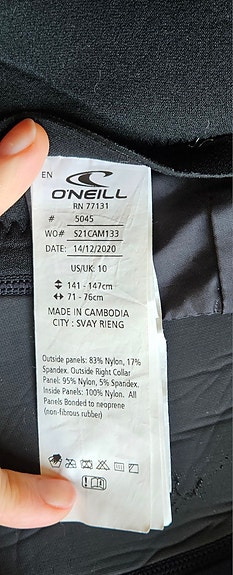 EN
O'NEILL
RN 77131
# 5045
WO# S21CAM133
DATE: 14/12/2020
US/UK: 10
141 - 147cm
71 - 76cm
MADE IN CAMBODIA
CITY : SVAY RIENG
Outside panels: 83% Nylon, 17%
Spandex. Outside Right Collar
Panel: 95% Nylon, 5% Spandex.
Inside Panels: 100% Nylon. All
Panels Bonded to neoprene
(non-fibrous rubber)